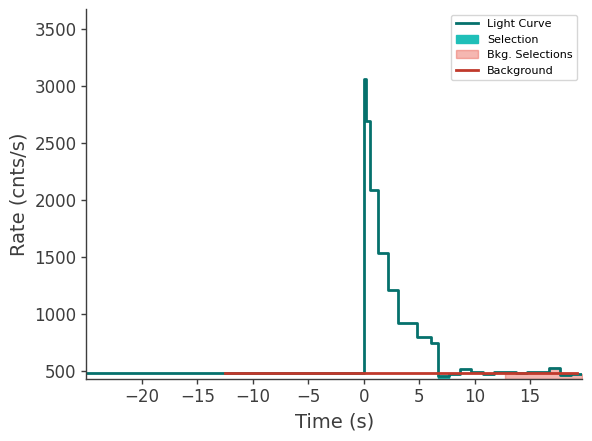 3500
3000
2500
2000
1500
1000
500
Rate (cnts/s)
Light Curve
Selection
Bkg. Selections
Background
−20
−15
−10
−5
0
5
10
15
Time (s)